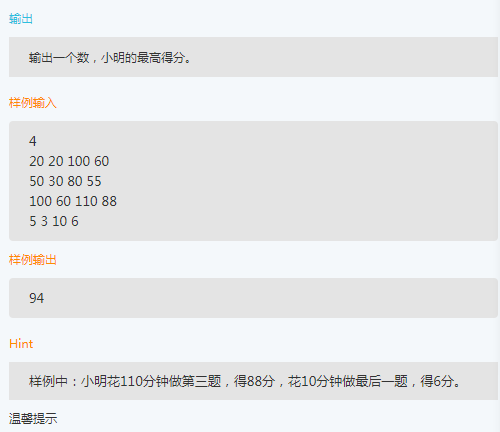 输出
输出一个数，小明的最高得分。
样例输入
4
20 20 100 60
50 30 80 55
100 60 110 88
5 3 10 6
样例输出
94
Hint
样例中：小明花110分钟做第三题，得88分，花10分钟做最后一题，得6分。
温馨提示